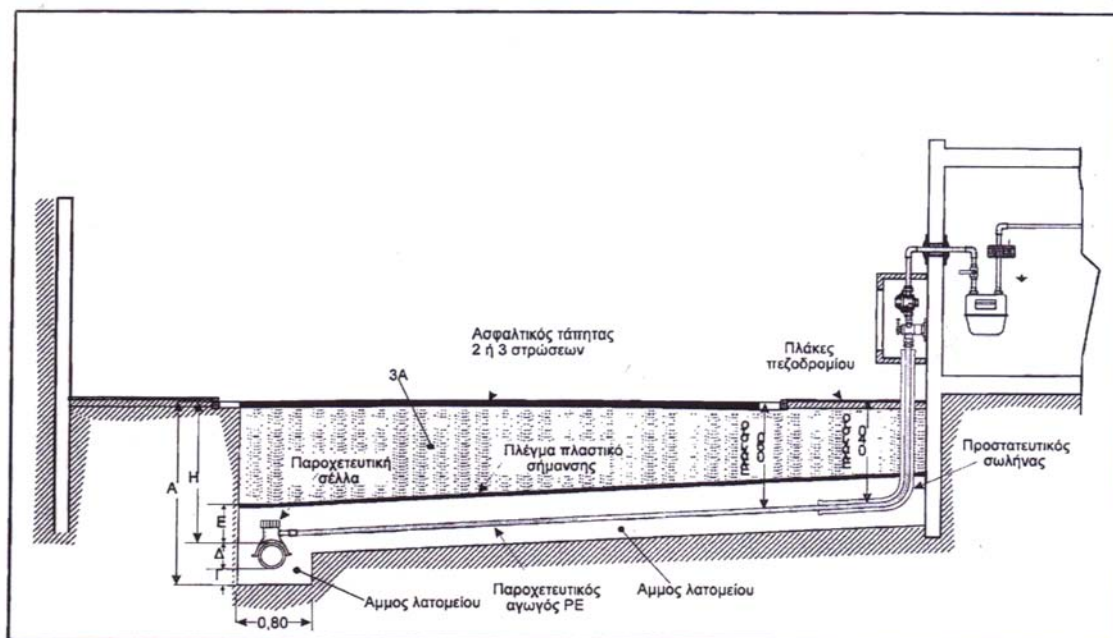 Ασφαλτικός τάπητας
2 ή 3 στρώσεων
3Α
Πλάκες
πεζοδρομίου
Παροχετευτική
σέλλα
Πλέγμα πλαστικό
σήμανσης
Προστατευτικός
σωλήνας
Α
Η
Ε
Δ
Γ
Αμμος λατομείου
Παροχετευτικός
αγωγός PE
Αμμος λατομείου
0,80